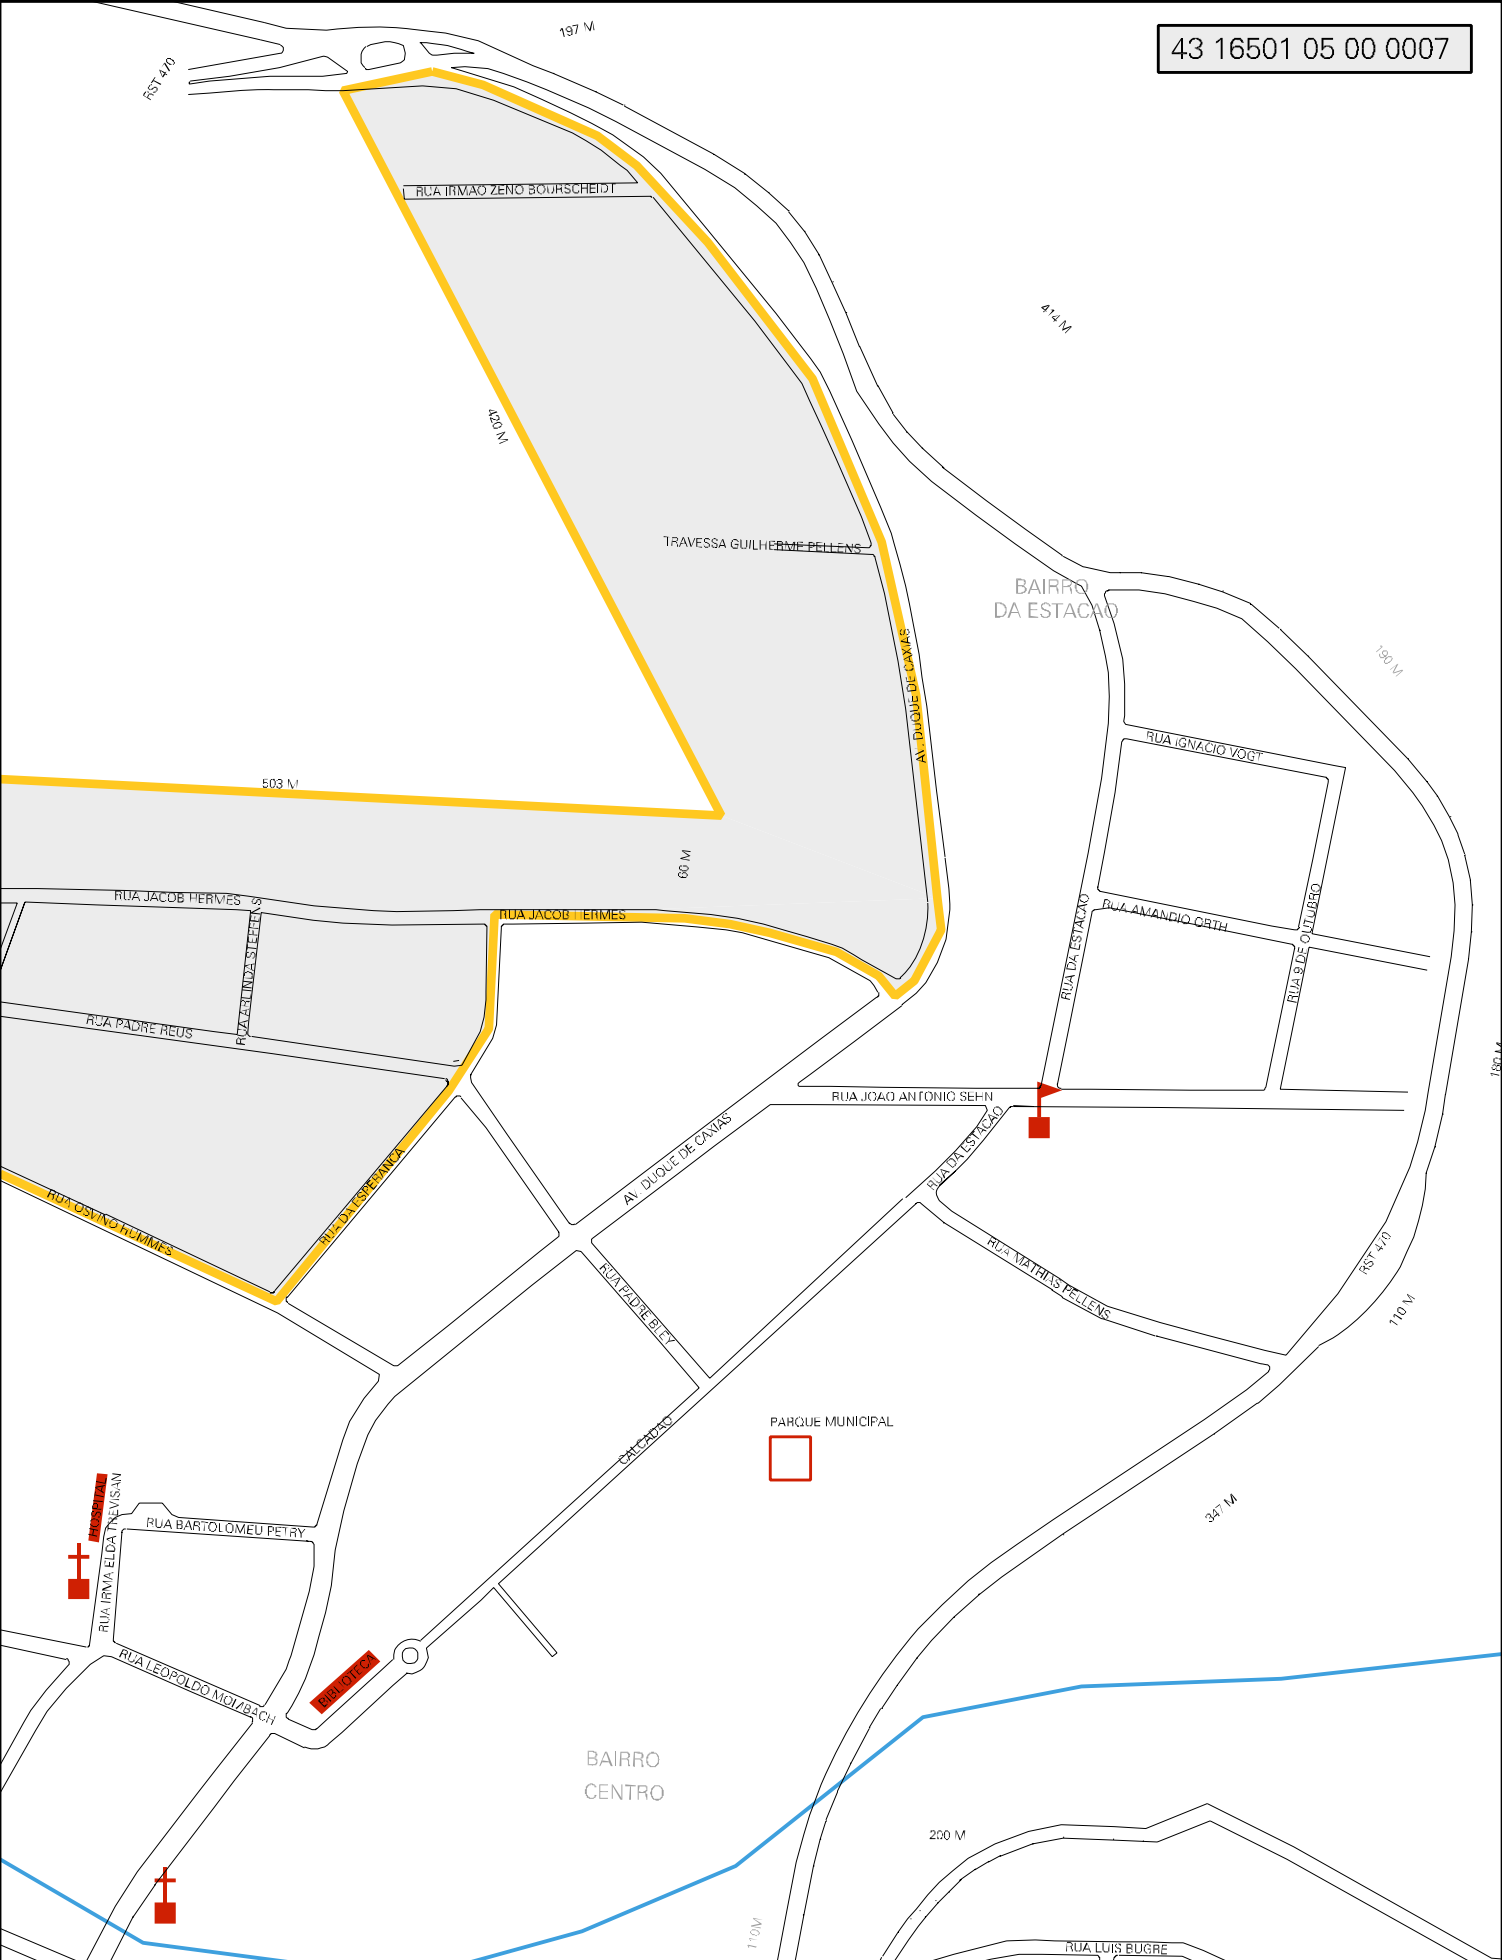 197 M
43 16501 05 00 0007
RST 470
RUA IRMAO ZENO BOURSCHEIDT
414 M
420 M
TRAVESSA GUILHERME PELLENS
BAIRRO
DA ESTACAO
AV. DUQUE DE CAXIAS
190 M
RUA IGNACIO VOGT
503 M
60 M
RUA JACOB HERMES
RUA ARLINDA STEFFENS
RUA JACOB HERMES
RUA DA ESTACAO
RUA AMANDIO ORTH
RUA 9 DE OUTUBRO
RUA PADRE REUS
180 M
RUA JOAO ANTONIO SEHN
AV. DUQUE DE CAXIAS
RUA DA ESTACAO
RUA OSVINO HUMMES
RUA DA ESPERANCA
RUA PADRE BLEY
RUA MATHIAS PELLENS
RST 470
110 M
CALCADAO
PARQUE MUNICIPAL
HOSPITAL
RUA IRMA ELDA TREVISAN
RUA BARTOLOMEU PETRY
347 M
RUA LEOPOLDO MOMBACH
BIBLIOTECA
BAIRRO
CENTRO
200 M
110M
RUA LUIS BUGRE